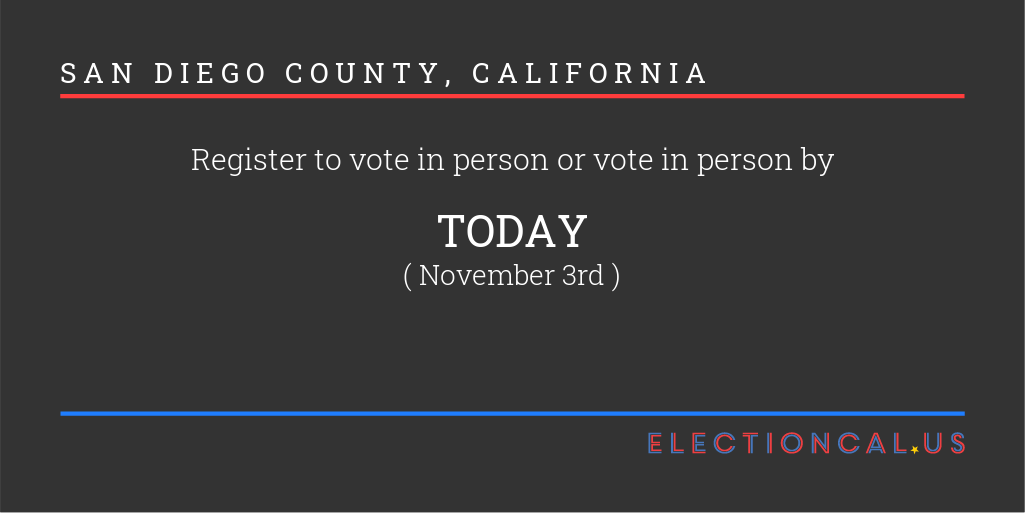 SAN DIEGO COUNTY, CALIFORNIA
Register to vote in person or vote in person by
TODAY
( November 3rd )
ELECTIONCAL.US